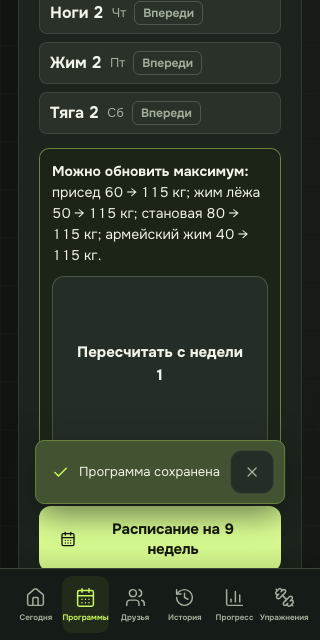 Ноги 2 Чт Впереди
Жим 2 Пт Впереди
Тяга 2 Сб Впереди
Можно обновить максимум:
присед 60 → 115 кг; жим лёжа
50 → 115 кг; становая 80 →
115 кг; армейский жим 40 →
115 кг.
Пересчитать с недели
1
Программа сохранена
Расписание на 9
недель
Сегодня Программы Друзья История Прогресс Упражнения